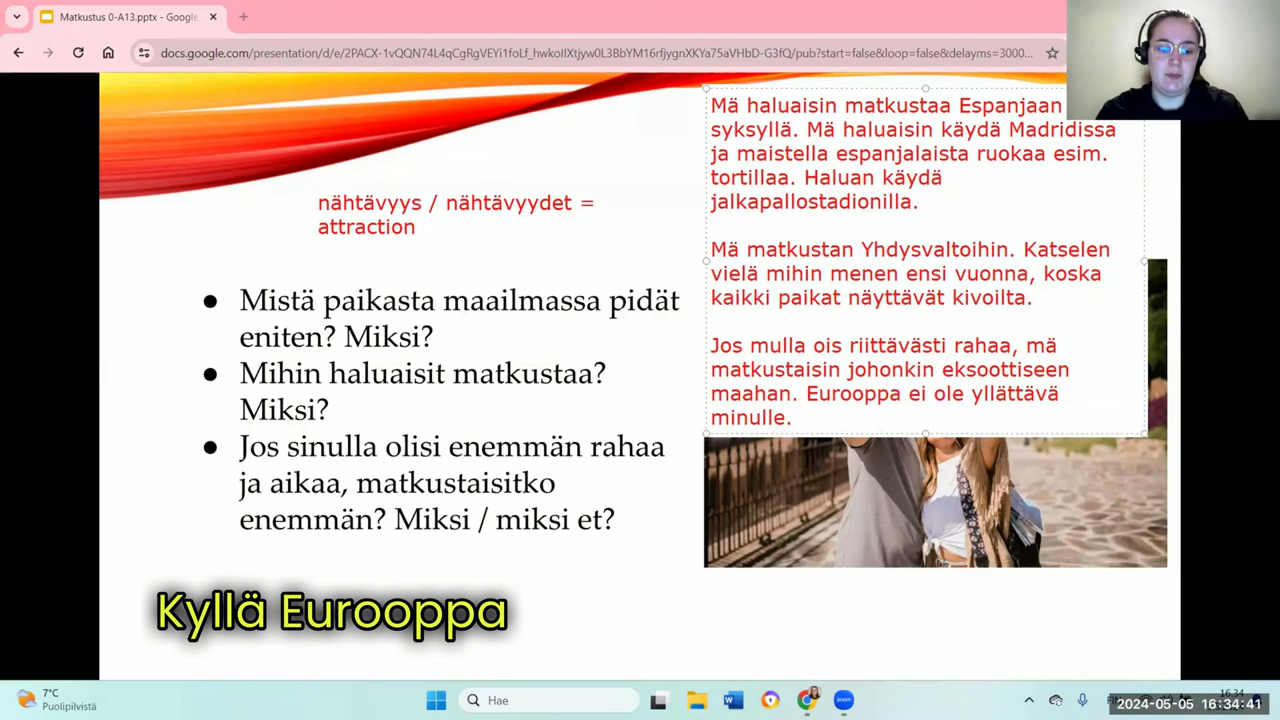 Matkustus 0-A13.pptx - Google
docs.google.com/presentation/d/e/2PACX-1vQQN74L4qCgCgVEYi1foLf_hwkoIIXtjyw0L3BbYM16rfjygnXKYa75aVHbD-G3fQ/pub?start=false&loop=false&delayms=3000...
Mä haluaisin matkustaa Espanjaan
syksyllä. Mä haluaisin käydä Madridissa
ja maistella espanjalaista ruokaa esim.
tortillaa. Haluan käydä
jalkapallostadionilla.
Mä matkustan Yhdysvaltoihin. Katselen
vielä mihin menen ensi vuonna, koska
kaikki paikat näyttävät kivoilta.
Jos mulla ois riittävästi rahaa, mä
matkustaisin johonkin eksoottiseen
maahan. Eurooppa ei ole yllättävä
minulle.
nähtävyys / nähtävyydet =
attraction
● Mistä paikasta maailmassa pidät
eniten? Miksi?
● Mihin haluaisit matkustaa?
Miksi?
● Jos sinulla olisi enemmän rahaa
ja aikaa, matkustaisitko
enemmän? Miksi / miksi et?
Kyllä Eurooppa
7°C
Puolipilvistä
Hae
zoom
16.34
2024-05-05 16:34:41